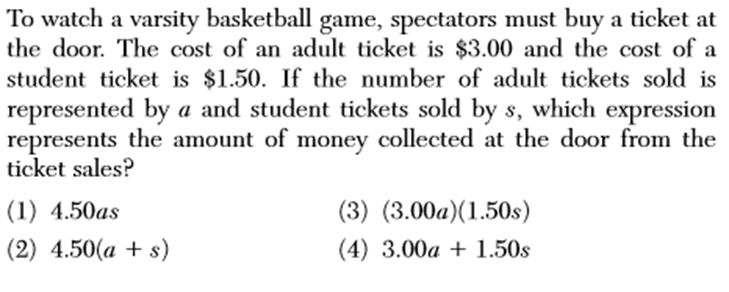 To watch a varsity basketball game, spectators must buy a ticket at
the door. The cost of an adult ticket is $3.00 and the cost of a
student ticket is $1.50. If the number of adult tickets sold is
represented by a and student tickets sold by s, which expression
represents the amount of money collected at the door from the
ticket sales?
(1) 4.50as
(3) (3.00a)(1.50s)
(2) 4.50(a + s)
(4) 3.00a + 1.50s